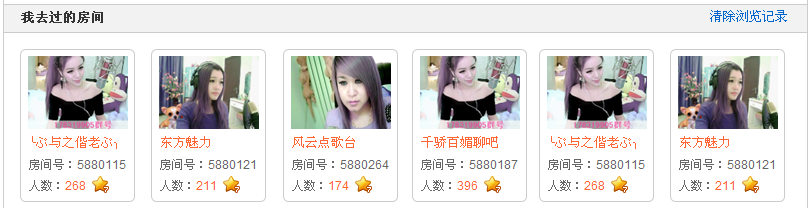 我去过的房间
清除浏览记录
╰ぷ与之偕老ぷ╮
房间号：5880115
人数：268
东方魅力
房间号：5880121
人数：211
风云点歌台
房间号：5880264
人数：174
千骄百媚聊吧
房间号：5880187
人数：396
╰ぷ与之偕老ぷ╮
房间号：5880115
人数：268
东方魅力
房间号：5880121
人数：211